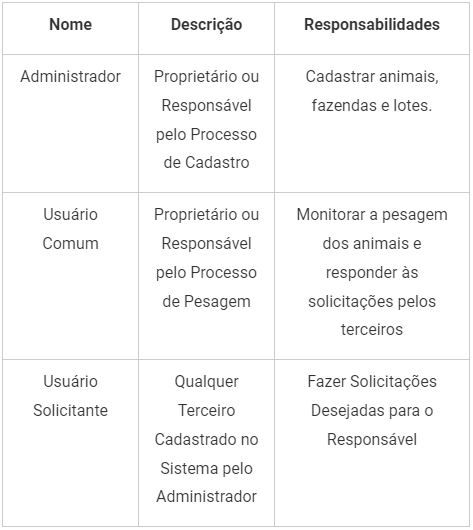 Nome Descrição Responsabilidades
Administrador
Proprietário ou
Responsável
pelo Processo
de Cadastro
Cadastrar animais,
fazendas e lotes.
Usuário
Comum
Proprietário ou
Responsável
pelo Processo
de Pesagem
Monitorar a pesagem
dos animais e
responder às
solicitações pelos
terceiros
Usuário
Solicitante
Qualquer
Terceiro
Cadastrado no
Sistema pelo
Administrador
Fazer Solicitações
Desejadas para o
Responsável